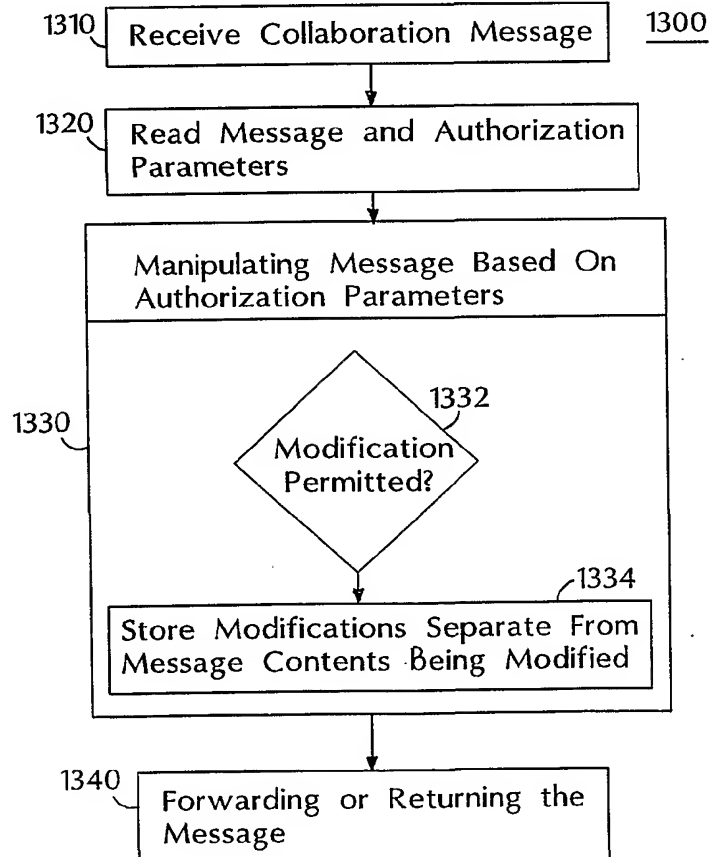 1310 Receive Collaboration Message 1300
1320 Read Message and Authorization
Parameters
Manipulating Message Based On
Authorization Parameters
1330
1332
Modification
Permitted?
1334
Store Modifications Separate From
Message Contents Being Modified
1340 Forwarding or Returning the
Message